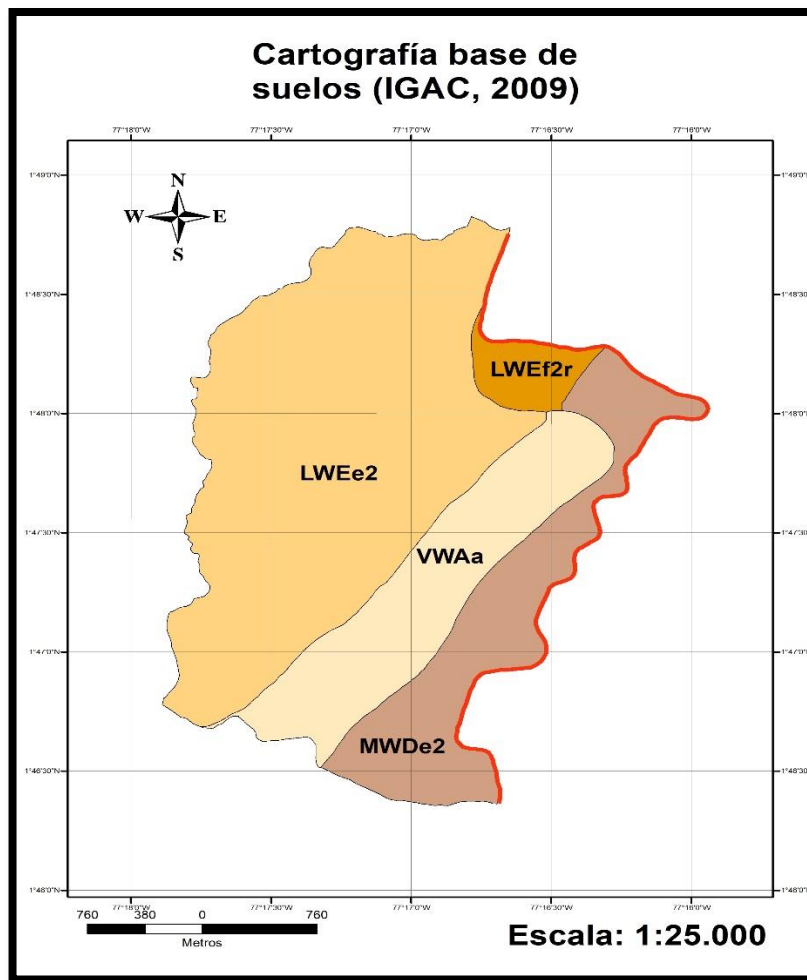 Cartografía base de
suelos (IGAC, 2009)
77°18'0"W 77°17'30"W 77°17'0"W 77°16'30"W 77°16'0"W
1°49'0"N 1°49'0"N
N
W E
S
1°48'30"N 1°48'30"N
LWEf2r
1°48'0"N 1°48'0"N
LWEe2
1°47'30"N 1°47'30"N
VWAa
1°47'0"N 1°47'0"N
MWDe2
1°46'30"N 1°46'30"N
1°46'0"N 1°46'0"N
77°18'0"W 77°17'30"W 77°17'0"W 77°16'30"W 77°16'0"W
760 380 0 760
Metros
Escala: 1:25.000